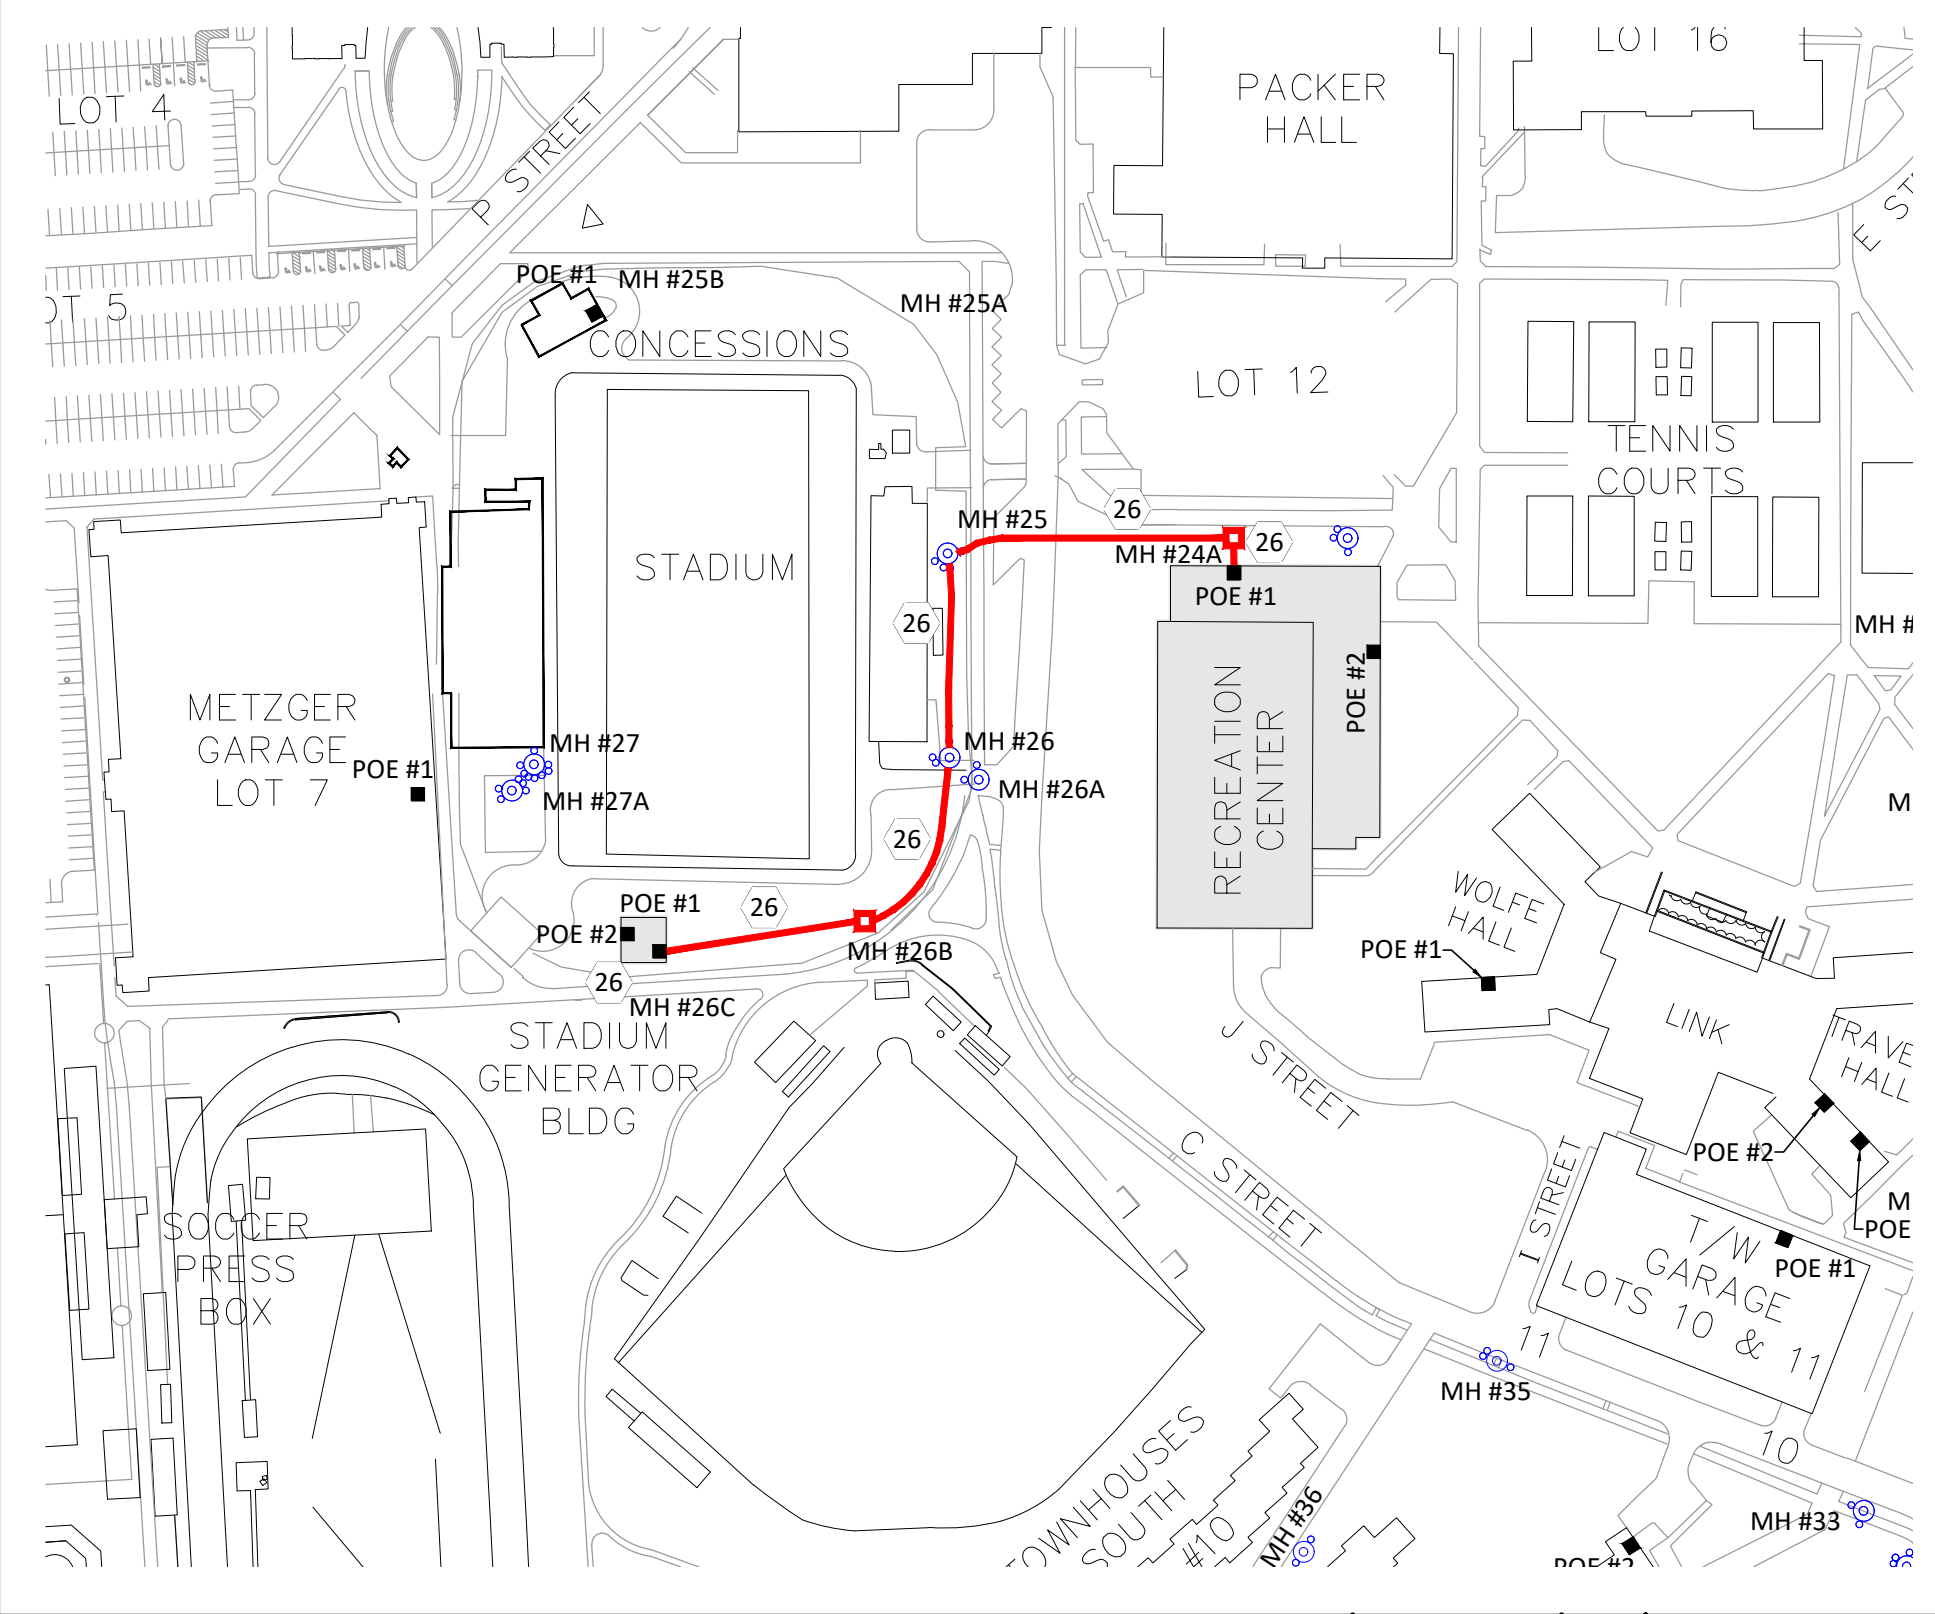 LOT 4
P STREET
LOT 16
PACKER
HALL
POE #1
MH #25B
MH #25A
CONCESSIONS
LOT 12
TENNIS
COURTS
26
MH #25
MH #24A
26
POE #1
STADIUM
26
MH #
POE #2
RECREATION
CENTER
METZGER
GARAGE
LOT 7
POE #1
MH #27
MH #27A
MH #26
MH #26A
M
26
WOLFE
HALL
POE #1
POE #1
26
POE #2
MH #26B
26
MH #26C
STADIUM
GENERATOR
BLDG
LINK
TRAVE
HALL
J STREET
C STREET
I STREET
POE #2
M
POE
SOCCER
PRESS
BOX
T/W
GARAGE
LOTS 10 & 11
POE #1
11
MH #35
10
TOWNHOUSES
SOUTH
#10
MH #36
MH #33
POE #2